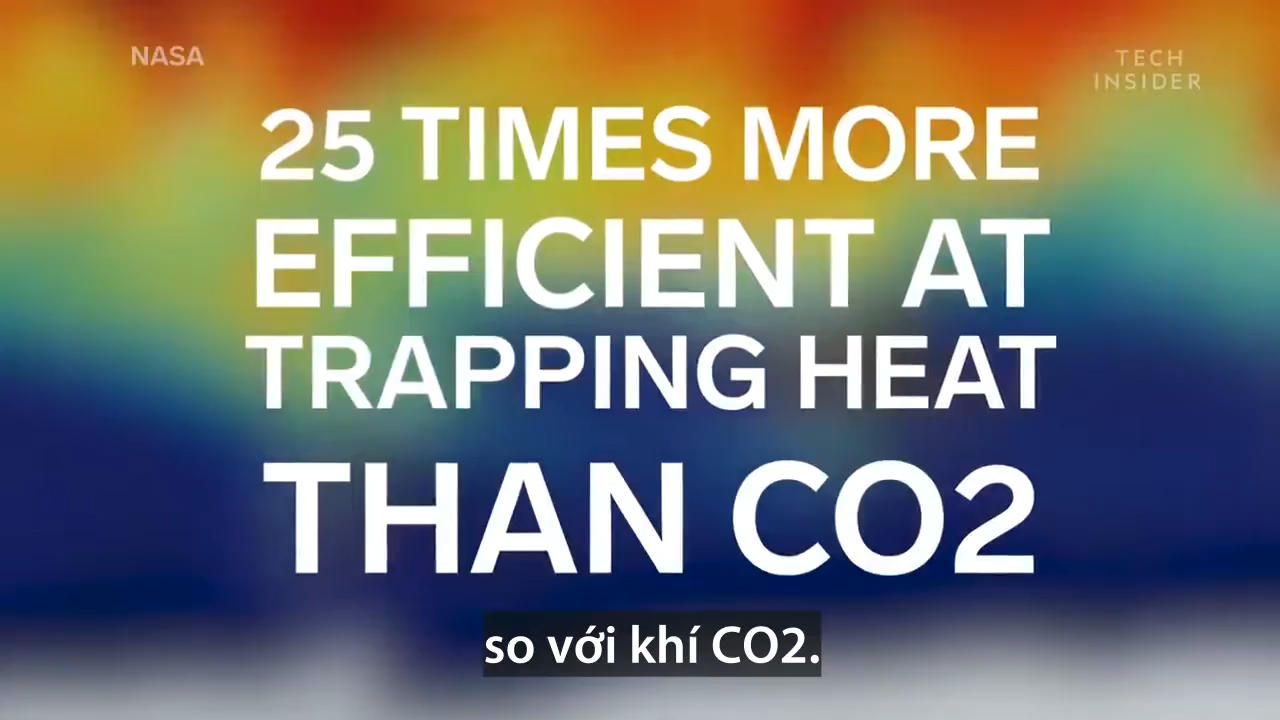 NASA
TECH
INSIDER
25 TIMES MORE
EFFICIENT AT
TRAPPING HEAT
THAN CO2
so với khí CO2.